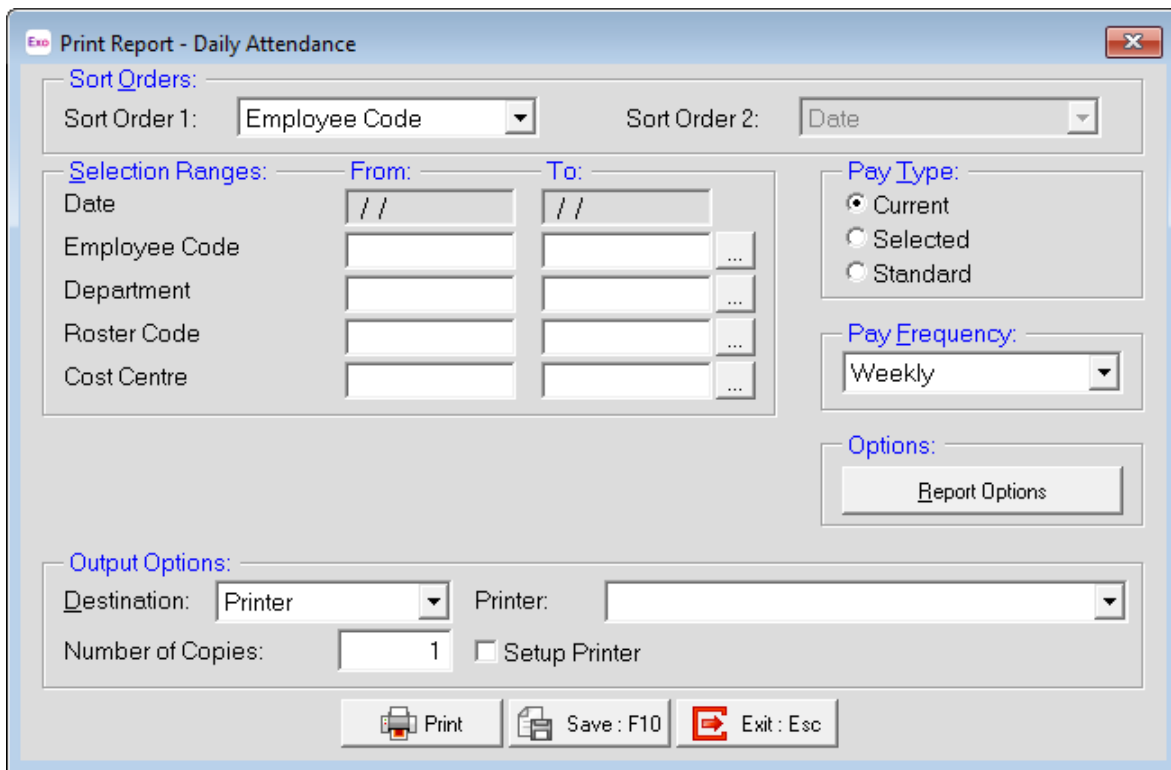 Exo Print Report - Daily Attendance
Sort Orders:
Sort Order 1: Employee Code Sort Order 2: Date
Selection Ranges: From: To:
Date / / / /
Employee Code ...
Department ...
Roster Code ...
Cost Centre ...
Pay Type:
Current
Selected
Standard
Pay Frequency:
Weekly
Options:
Report Options
Output Options:
Destination: Printer Printer:
Number of Copies: 1 Setup Printer
Print Save : F10 Exit : Esc